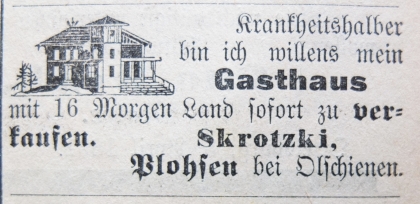 Krankheitshalber
bin ich willens mein
Gasthaus
mit 16 Morgen Land sofort zu ver-
kaufen. Skrotzki,
Plohsen bei Olschienen.